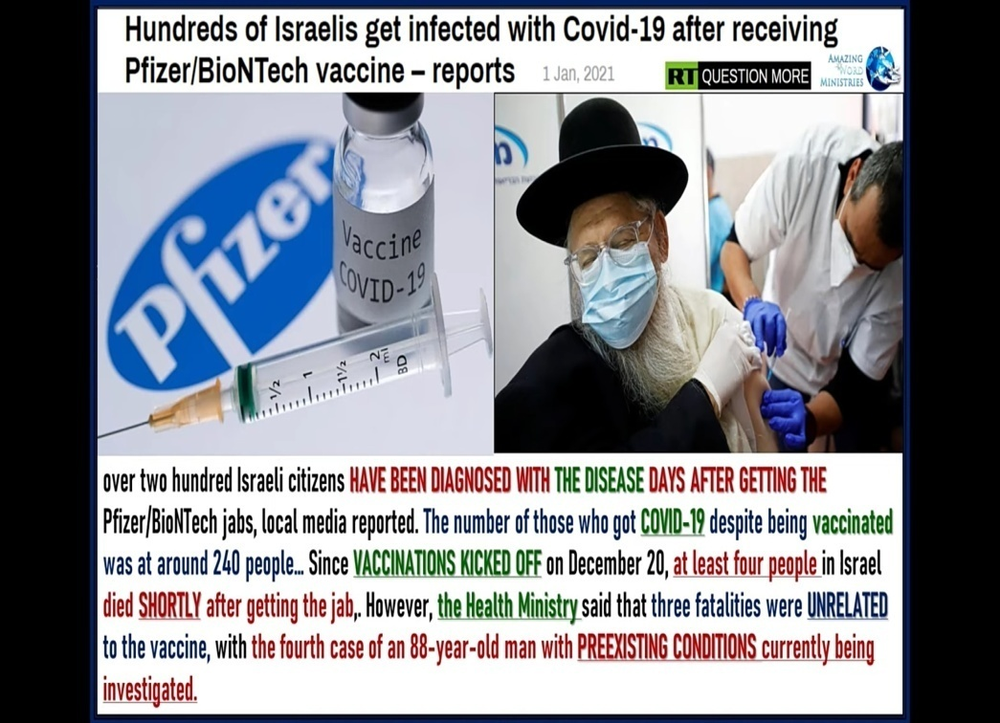 Hundreds of Israelis get infected with Covid-19 after receiving
Pfizer/BioNTech vaccine – reports 1 Jan, 2021 RT QUESTION MORE
AMAZING
WORD
MINISTRIES
Pfizer
Vaccine
COVID-19
1/2 1 1 1/2 2 ml BD
over two hundred Israeli citizens HAVE BEEN DIAGNOSED WITH THE DISEASE DAYS AFTER GETTING THE
Pfizer/BioNTech jabs, local media reported. The number of those who got COVID-19 despite being vaccinated
was at around 240 people... Since VACCINATIONS KICKED OFF on December 20, at least four people in Israel
died SHORTLY after getting the jab,. However, the Health Ministry said that three fatalities were UNRELATED
to the vaccine, with the fourth case of an 88-year-old man with PREEXISTING CONDITIONS currently being
investigated.